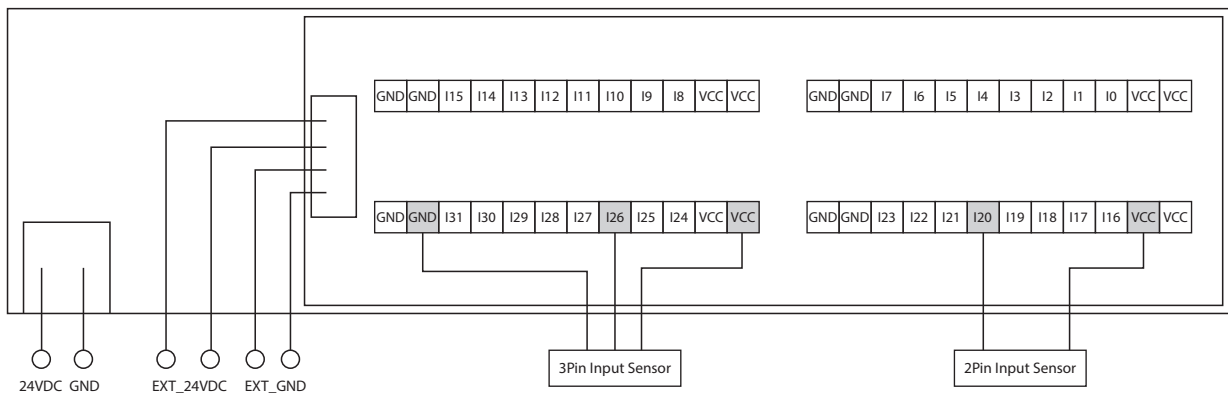 GND GND I15 I14 I13 I12 I11 I10 I9 I8 VCC VCC
GND GND I7 I6 I5 I4 I3 I2 I1 I0 VCC VCC
GND GND I31 I30 I29 I28 I27 I26 I25 I24 VCC VCC
GND GND I23 I22 I21 I20 I19 I18 I17 I16 VCC VCC
3Pin Input Sensor
2Pin Input Sensor
24VDC GND EXT_24VDC EXT_GND